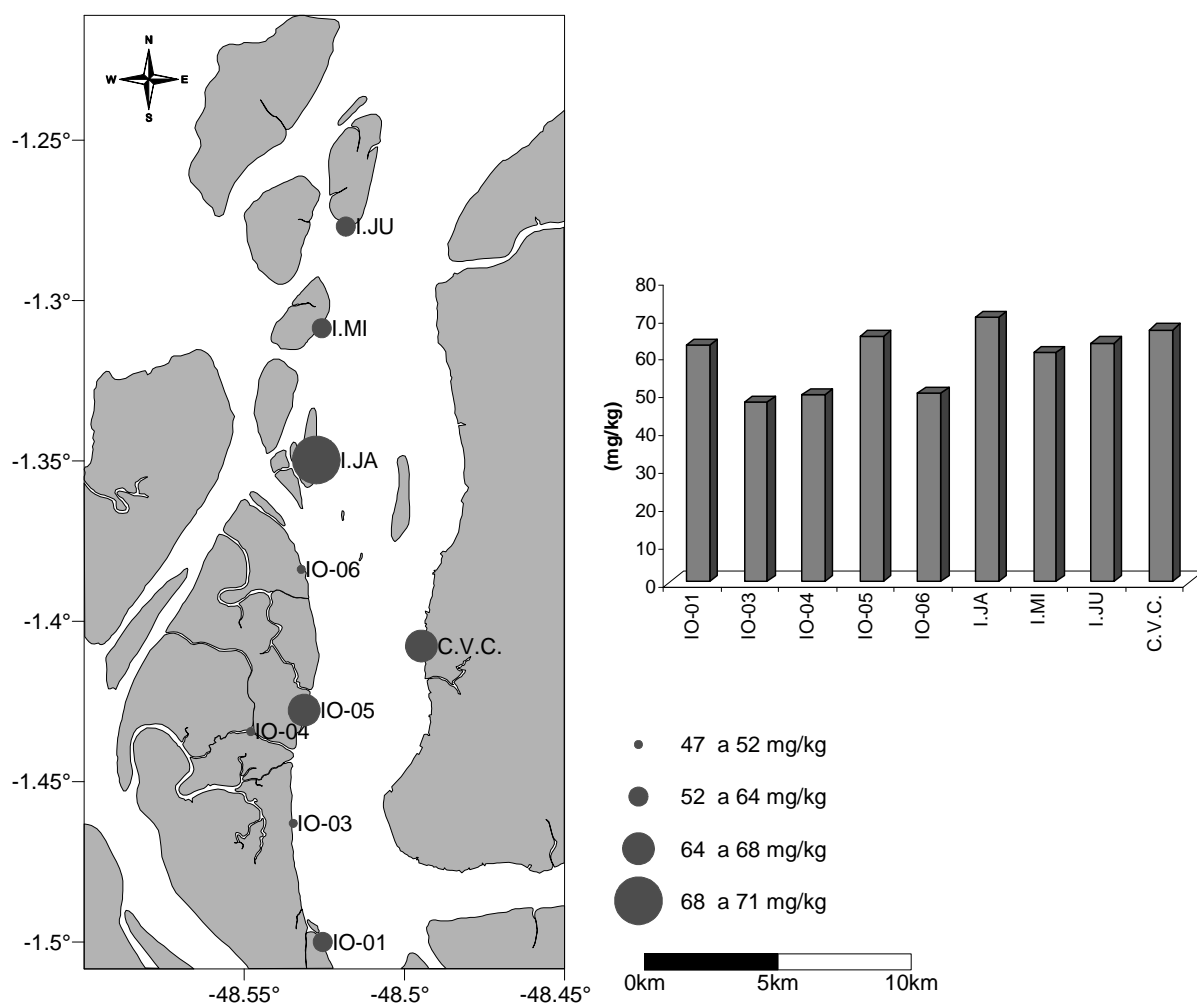 N
W E
S
-1.25°
-1.3°
-1.35°
-1.4°
-1.45°
-1.5°
-48.55°
-48.5°
-48.45°
I.JU
I.MI
I.JA
IO-06
C.V.C.
IO-05
IO-04
IO-03
IO-01
(mg/kg)
80
70
60
50
40
30
20
10
0
IO-01
IO-03
IO-04
IO-05
IO-06
I.JA
I.MI
I.JU
C.V.C.
47 a 52 mg/kg
52 a 64 mg/kg
64 a 68 mg/kg
68 a 71 mg/kg
0km 5km 10km